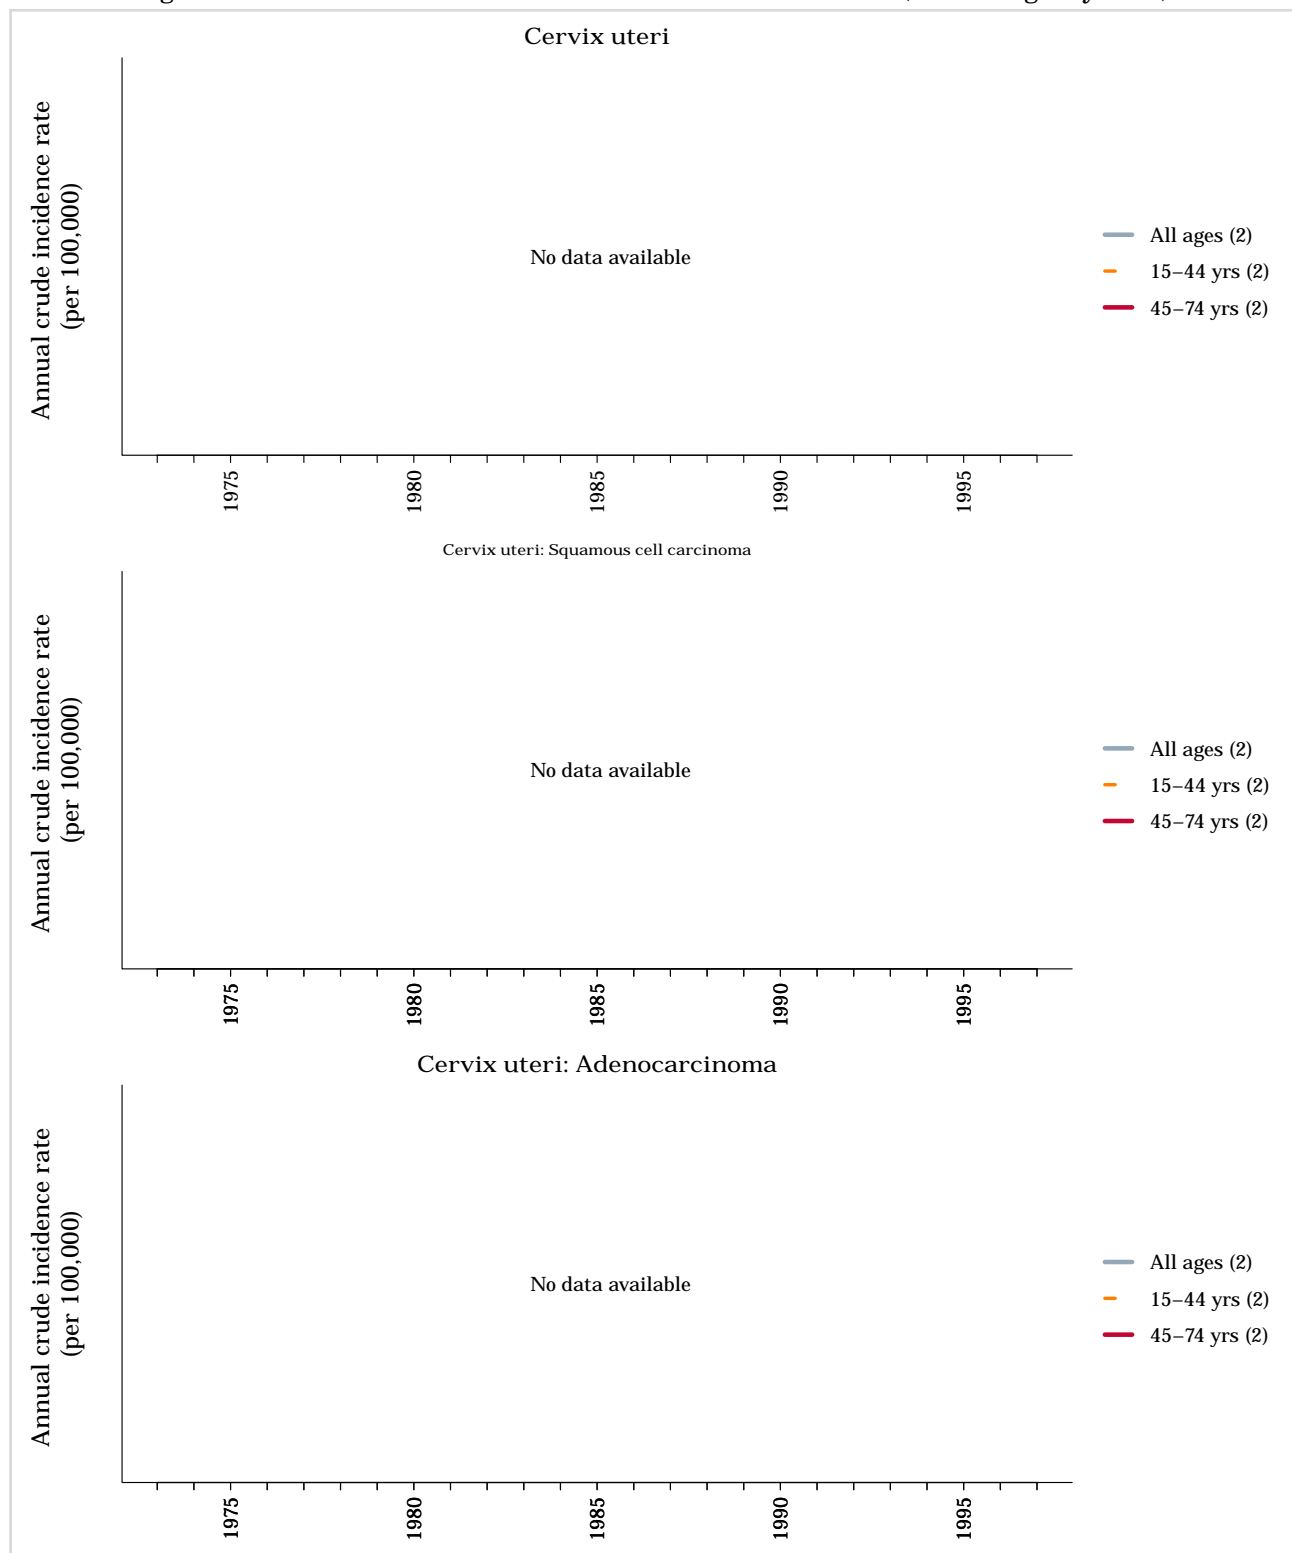 Cervix uteri
Annual crude incidence rate
(per 100,000)
No data available
All ages (2)
15–44 yrs (2)
45–74 yrs (2)
1975
1980
1985
1990
1995
Cervix uteri: Squamous cell carcinoma
Annual crude incidence rate
(per 100,000)
No data available
All ages (2)
15–44 yrs (2)
45–74 yrs (2)
1975
1980
1985
1990
1995
Cervix uteri: Adenocarcinoma
Annual crude incidence rate
(per 100,000)
No data available
All ages (2)
15–44 yrs (2)
45–74 yrs (2)
1975
1980
1985
1990
1995